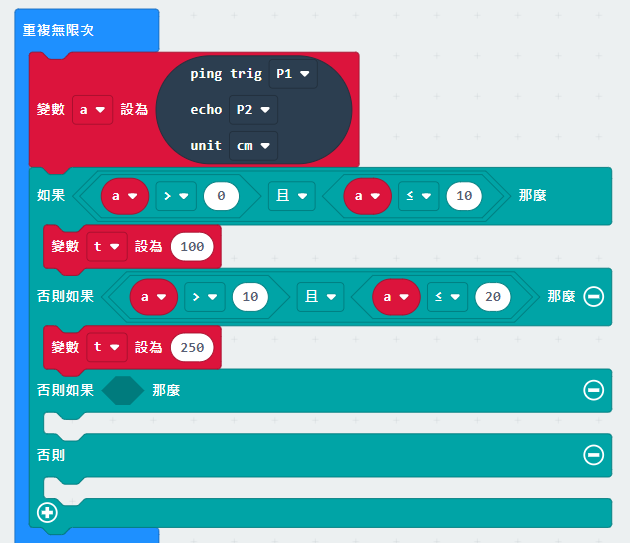 重複無限次
ping trig P1
變數 a 設為 echo P2
unit cm
如果 a > 0 且 a ≤ 10 那麼
變數 t 設為 100
否則如果 a > 10 且 a ≤ 20 那麼
變數 t 設為 250
否則如果 那麼
否則